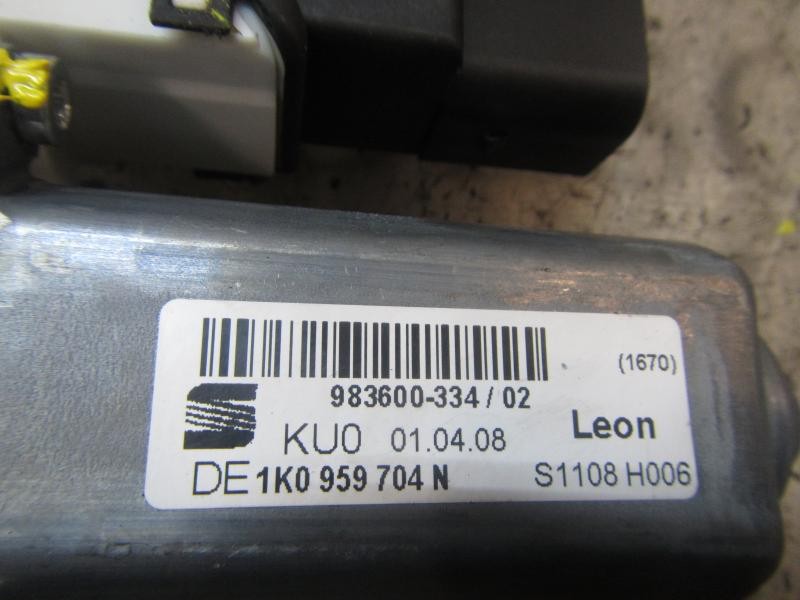 (1670)
983600-334 / 02
KU0 01.04.08 Leon
DE 1K0 959 704 N S1108 H006